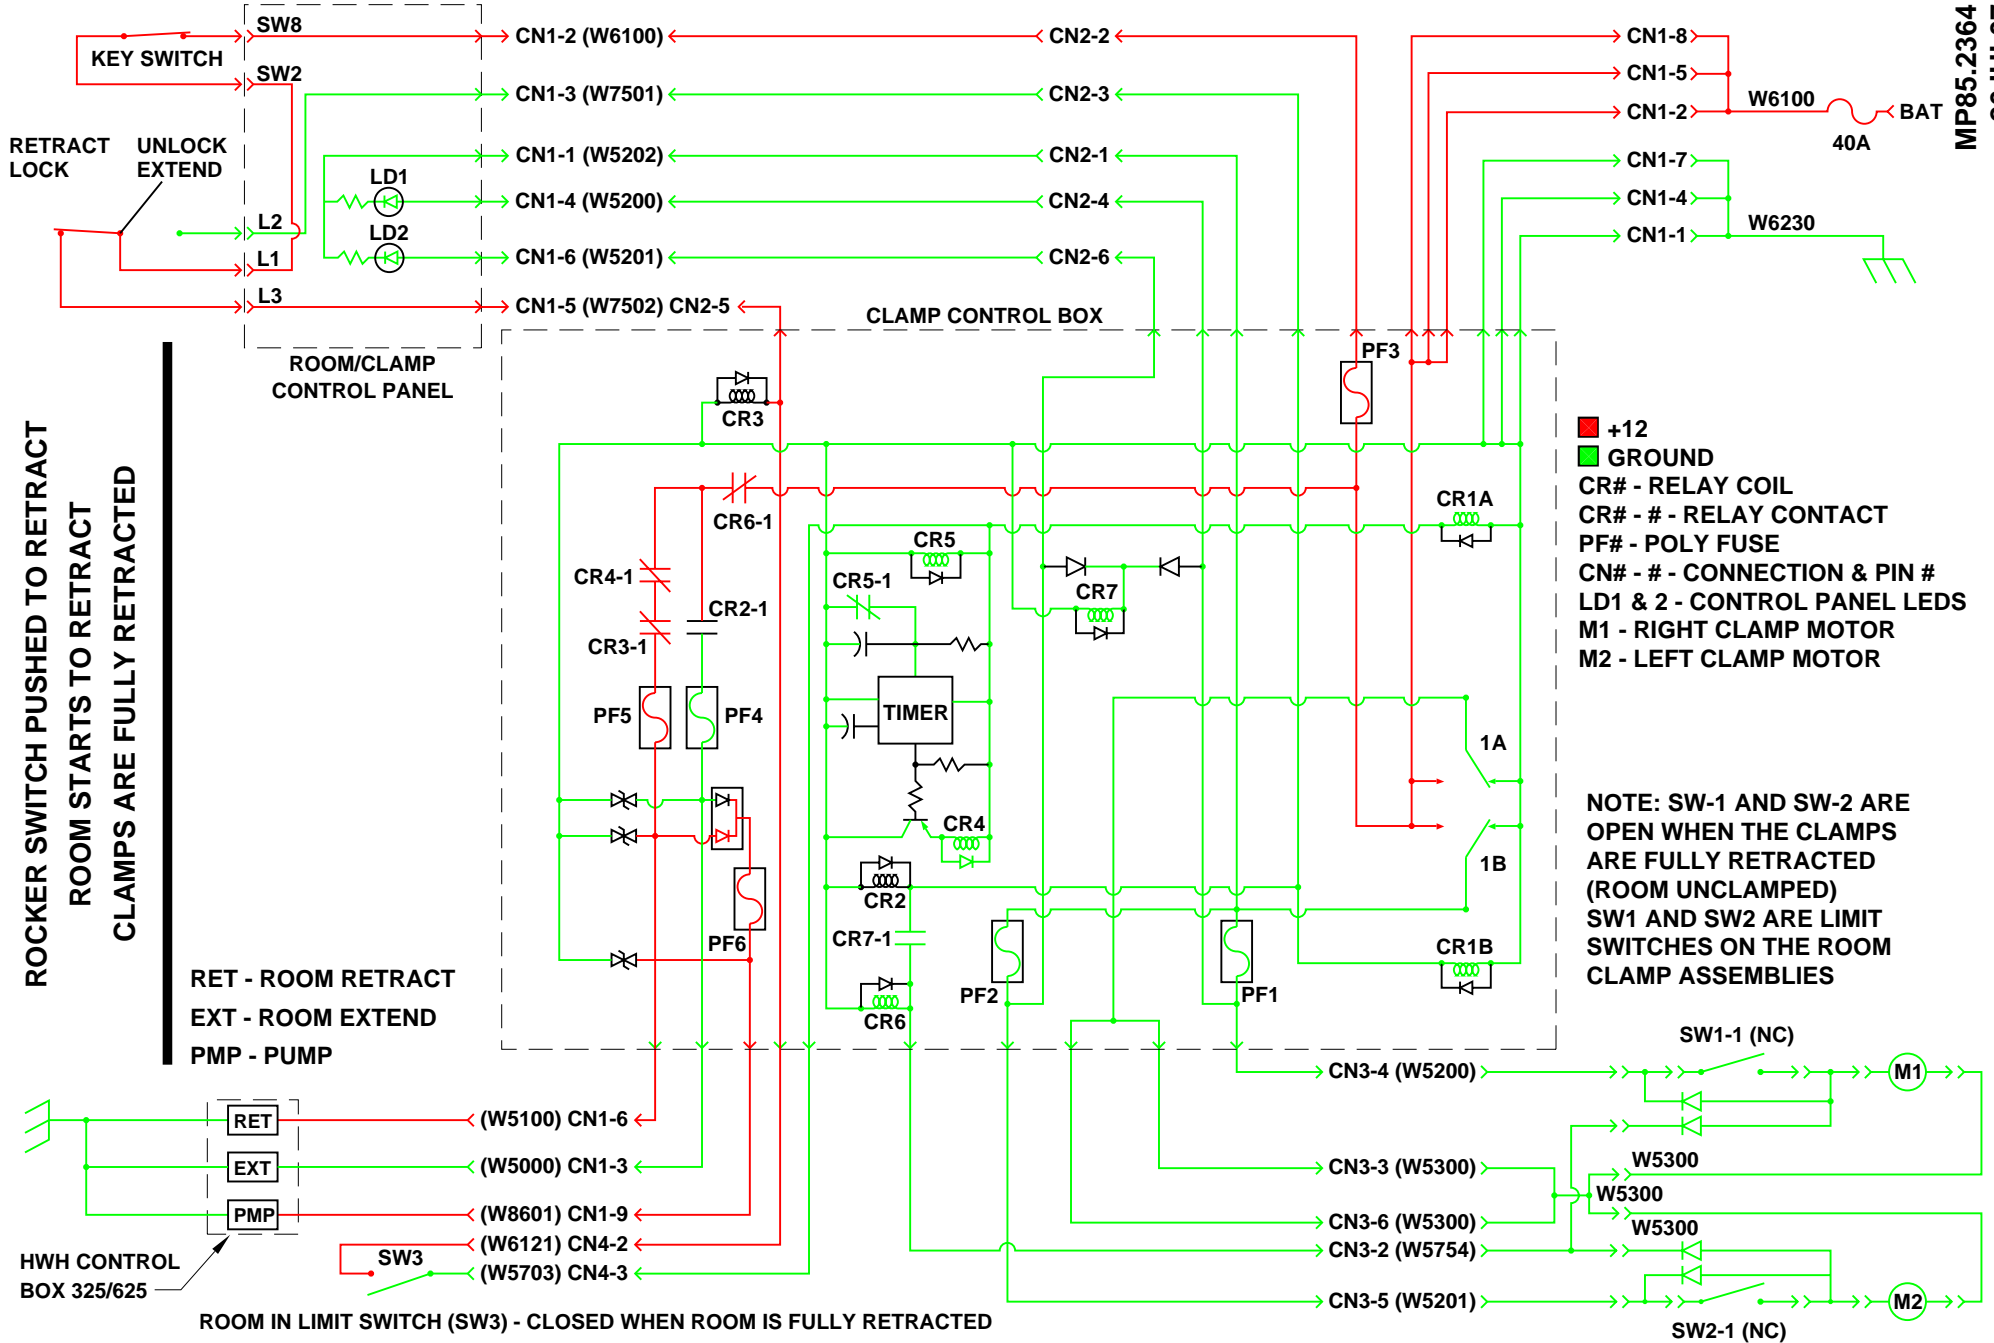 SW8
KEY SWITCH
SW2
RETRACT
LOCK
UNLOCK
EXTEND
LD1
LD2
L2
L1
L3
ROOM/CLAMP
CONTROL PANEL
CN1-2 (W6100)
CN1-3 (W7501)
CN1-1 (W5202)
CN1-4 (W5200)
CN1-6 (W5201)
CN1-5 (W7502) CN2-5
CN2-2
CN2-3
CN2-1
CN2-4
CN2-6
CLAMP CONTROL BOX
CN1-8
CN1-5
CN1-2
CN1-7
CN1-4
CN1-1
W6100
40A
BAT
W6230
MP85.2364
ROCKER SWITCH PUSHED TO RETRACT
ROOM STARTS TO RETRACT
CLAMPS ARE FULLY RETRACTED
PF3
CR3
CR6-1
CR4-1
CR3-1
CR2-1
PF5
PF4
CR5
CR5-1
TIMER
CR4
CR2
CR7-1
CR6
PF6
CR7
CR1A
1A
1B
CR1B
PF2
PF1
+12
GROUND
CR# - RELAY COIL
CR# - # - RELAY CONTACT
PF# - POLY FUSE
CN# - # - CONNECTION & PIN #
LD1 & 2 - CONTROL PANEL LEDS
M1 - RIGHT CLAMP MOTOR
M2 - LEFT CLAMP MOTOR
NOTE: SW-1 AND SW-2 ARE
OPEN WHEN THE CLAMPS
ARE FULLY RETRACTED
(ROOM UNCLAMPED)
SW1 AND SW2 ARE LIMIT
SWITCHES ON THE ROOM
CLAMP ASSEMBLIES
RET - ROOM RETRACT
EXT - ROOM EXTEND
PMP - PUMP
RET
EXT
PMP
(W5100) CN1-6
(W5000) CN1-3
(W8601) CN1-9
(W6121) CN4-2
(W5703) CN4-3
SW3
HWH CONTROL
BOX 325/625
ROOM IN LIMIT SWITCH (SW3) - CLOSED WHEN ROOM IS FULLY RETRACTED
CN3-4 (W5200)
CN3-3 (W5300)
CN3-6 (W5300)
CN3-2 (W5754)
CN3-5 (W5201)
SW1-1 (NC)
M1
W5300
W5300
W5300
M2
SW2-1 (NC)